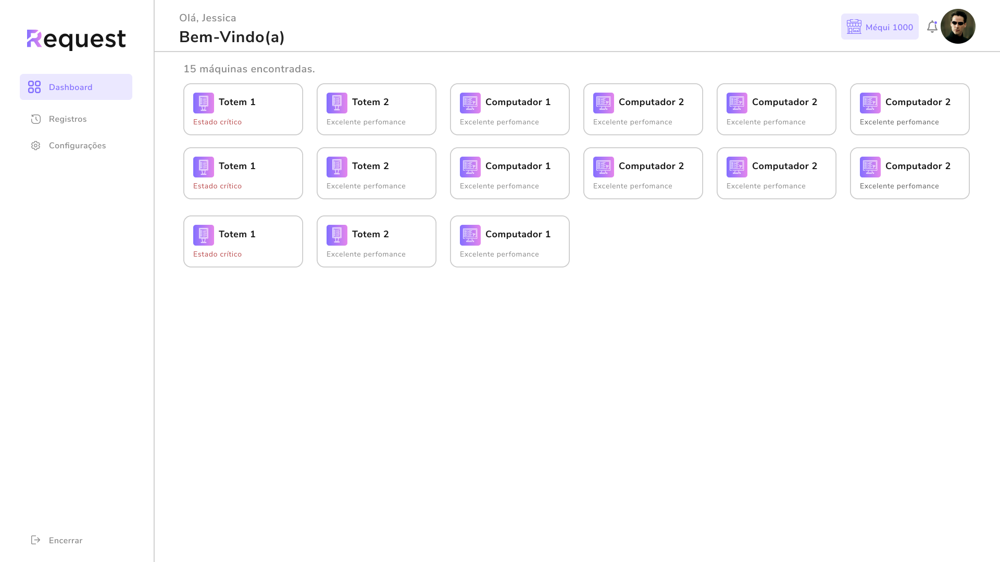 Request
Dashboard
Registros
Configurações
Encerrar
Olá, Jessica
Bem-Vindo(a)
Méqui 1000
15 máquinas encontradas.
Totem 1
Estado crítico
Totem 2
Excelente perfomance
Computador 1
Excelente perfomance
Computador 2
Excelente perfomance
Computador 2
Excelente perfomance
Computador 2
Excelente perfomance
Totem 1
Estado crítico
Totem 2
Excelente perfomance
Computador 1
Excelente perfomance
Computador 2
Excelente perfomance
Computador 2
Excelente perfomance
Computador 2
Excelente perfomance
Totem 1
Estado crítico
Totem 2
Excelente perfomance
Computador 1
Excelente perfomance